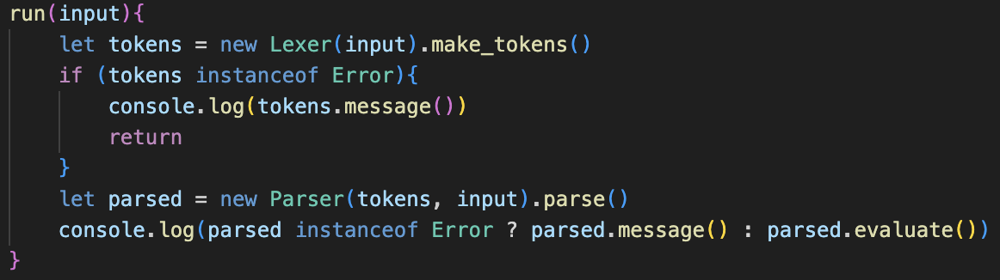 run(input){
    let tokens = new Lexer(input).make_tokens()
    if (tokens instanceof Error){
        console.log(tokens.message())
        return
    }
    let parsed = new Parser(tokens, input).parse()
    console.log(parsed instanceof Error ? parsed.message() : parsed.evaluate())
}